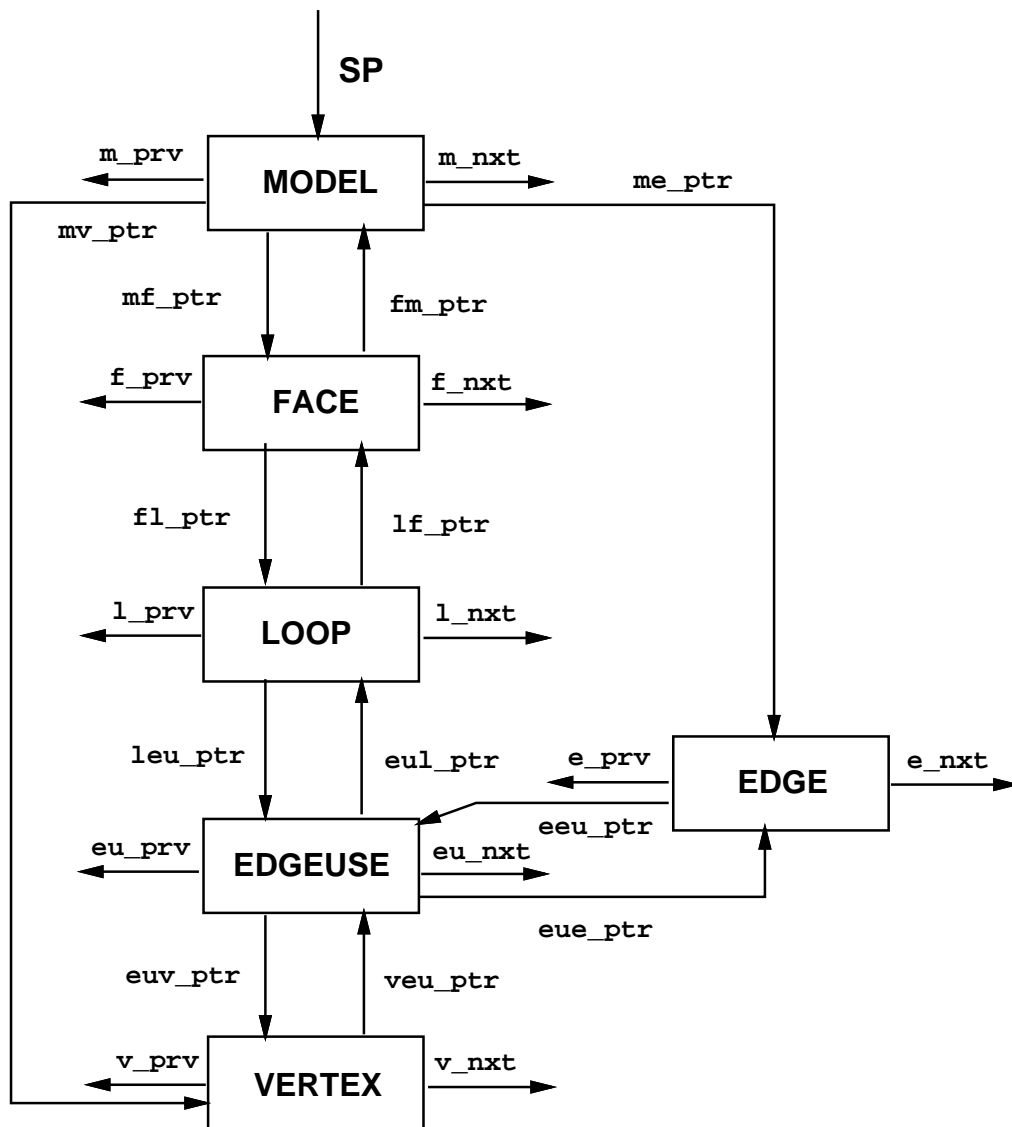 SP
m_prv
MODEL
m_nxt
me_ptr
mv_ptr
mf_ptr
fm_ptr
f_prv
FACE
f_nxt
fl_ptr
lf_ptr
l_prv
LOOP
l_nxt
leu_ptr
eul_ptr
e_prv
EDGE
e_nxt
eeu_ptr
eu_prv
EDGEUSE
eu_nxt
eue_ptr
euv_ptr
veu_ptr
v_prv
VERTEX
v_nxt